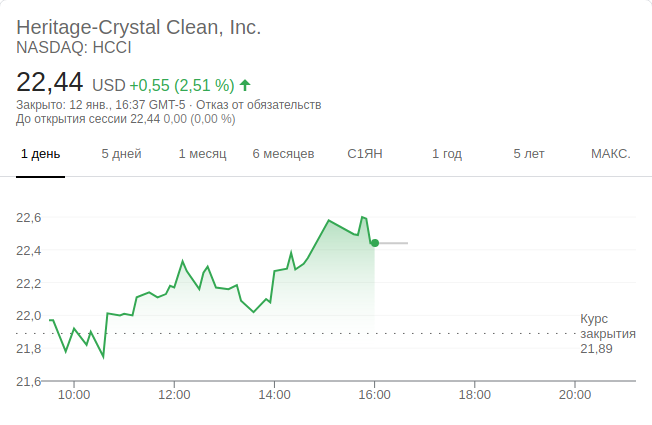 Heritage-Crystal Clean, Inc.
NASDAQ: HCCI
22,44 USD +0,55 (2,51 %)
Закрыто: 12 янв., 16:37 GMT-5 · Отказ от обязательств
До открытия сессии 22,44 0,00 (0,00 %)
1 день 5 дней 1 месяц 6 месяцев С1ЯН 1 год 5 лет МАКС.
22,6
22,4
22,2
22,0
Курс
закрытия
21,8
21,89
21,6
10:00 12:00 14:00 16:00 18:00 20:00